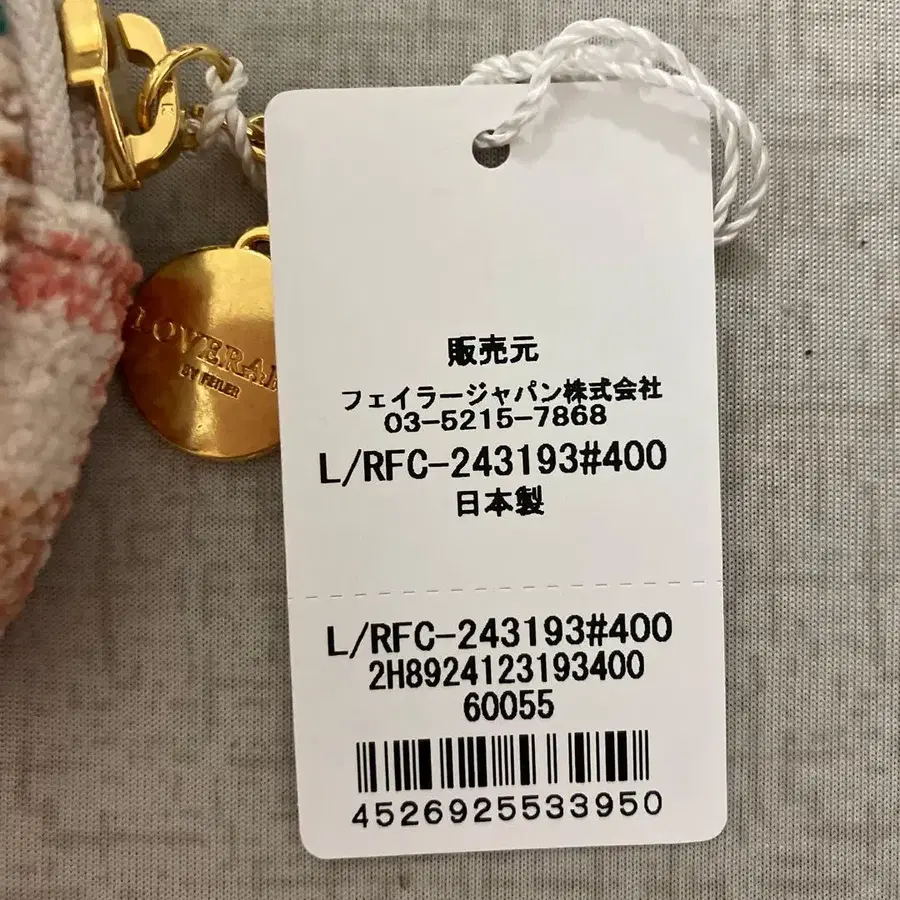 LOVERA
BY FEILER
販売元
フェイラージャパン株式会社
03-5215-7868
L/RFC-243193#400
日本製
L/RFC-243193#400
2H8924123193400
60055
4526925533950